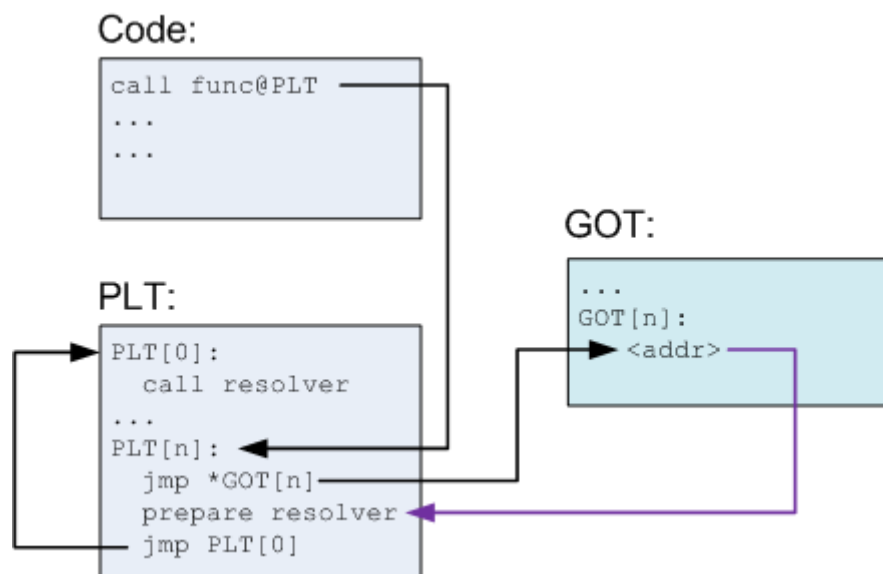 Code:
call func@PLT
...
...
PLT:
PLT[0]:
call resolver
...
PLT[n]:
jmp *GOT[n]
prepare resolver
jmp PLT[0]
GOT:
...
GOT[n]:
<addr>